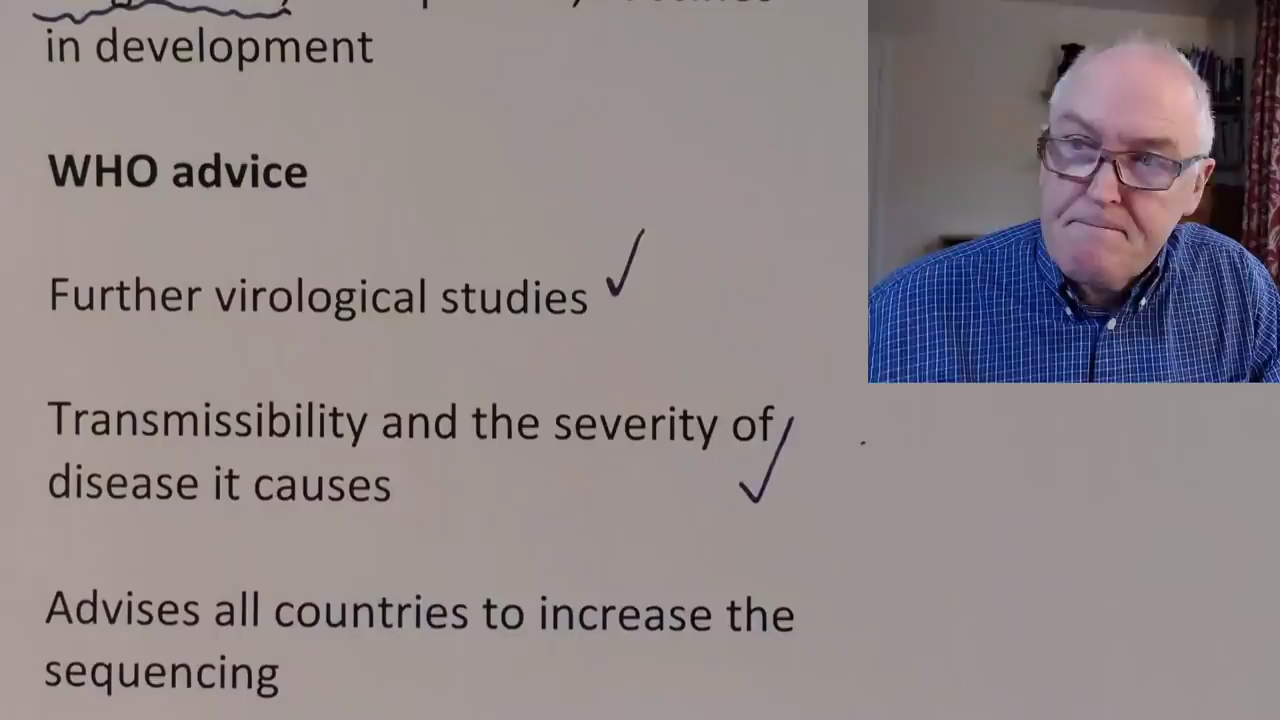 in development
WHO advice
Further virological studies
Transmissibility and the severity of
disease it causes
Advises all countries to increase the
sequencing